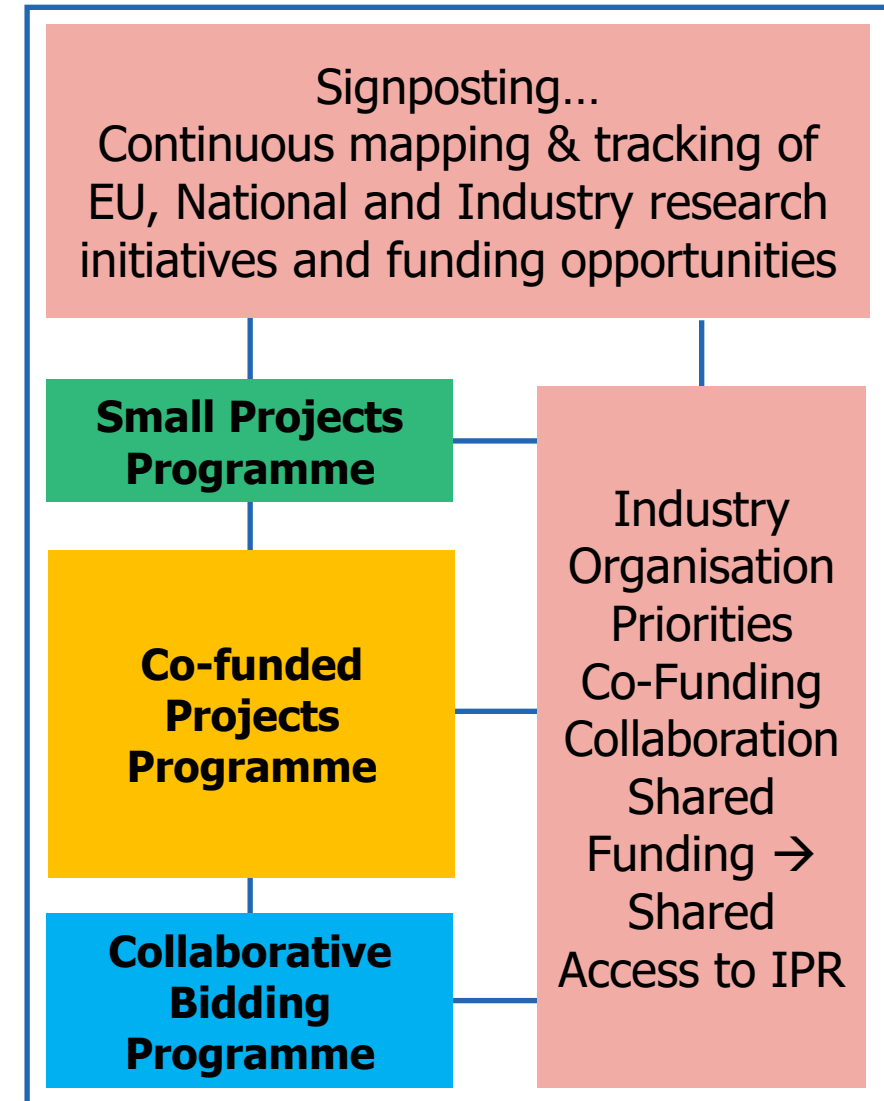 Signposting...
Continuous mapping & tracking of
EU, National and Industry research
initiatives and funding opportunities
Small Projects
Programme
Co-funded
Projects
Programme
Collaborative
Bidding
Programme
Industry
Organisation
Priorities
Co-Funding
Collaboration
Shared
Funding →
Shared
Access to IPR